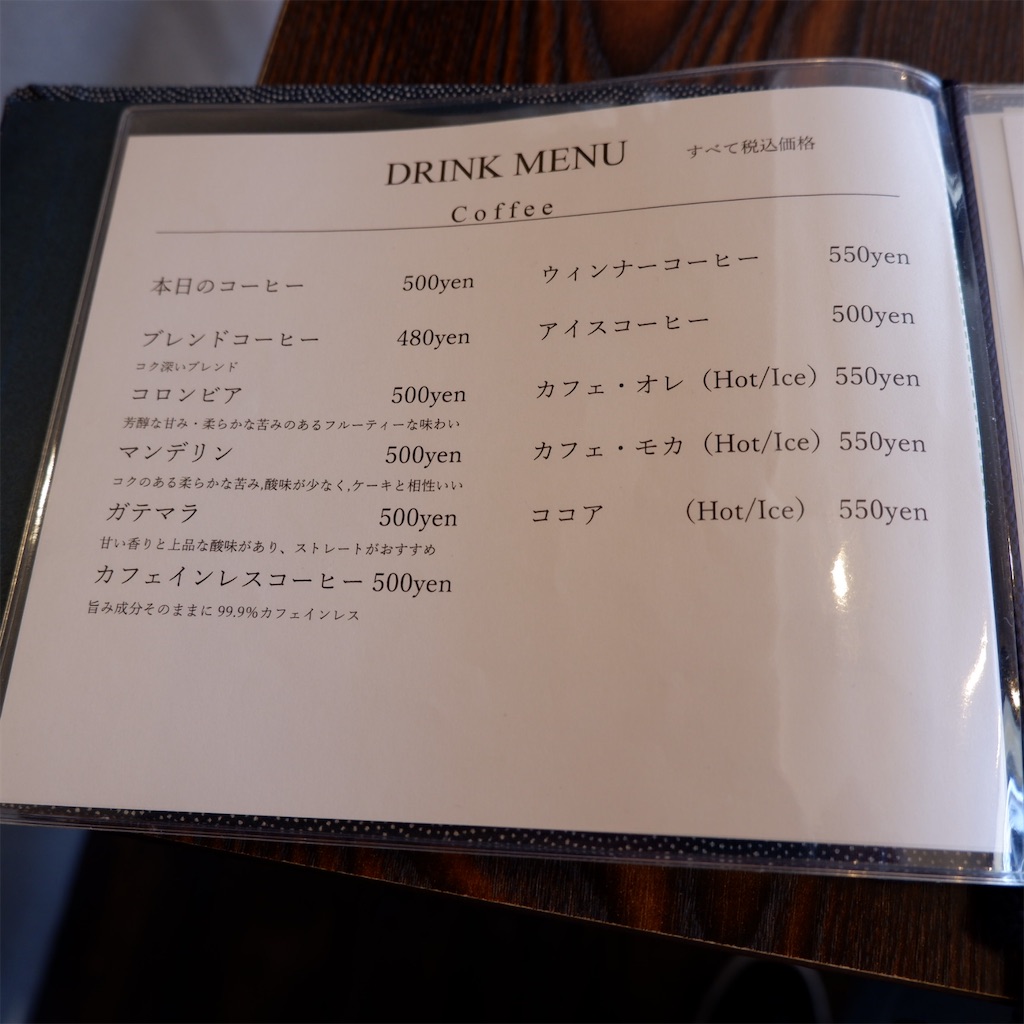 DRINK MENU すべて税込価格
Coffee
本日のコーヒー 500yen
ブレンドコーヒー 480yen
コク深いブレンド
コロンビア 500yen
芳醇な甘み・柔らかな苦みのあるフルーティーな味わい
マンデリン 500yen
コクのある柔らかな苦み,酸味が少なく,ケーキと相性いい
ガテマラ 500yen
甘い香りと上品な酸味があり、ストレートがおすすめ
カフェインレスコーヒー 500yen
旨み成分そのままに 99.9%カフェインレス
ウィンナーコーヒー 550yen
アイスコーヒー 500yen
カフェ・オレ（Hot/Ice） 550yen
カフェ・モカ（Hot/Ice） 550yen
ココア （Hot/Ice） 550yen